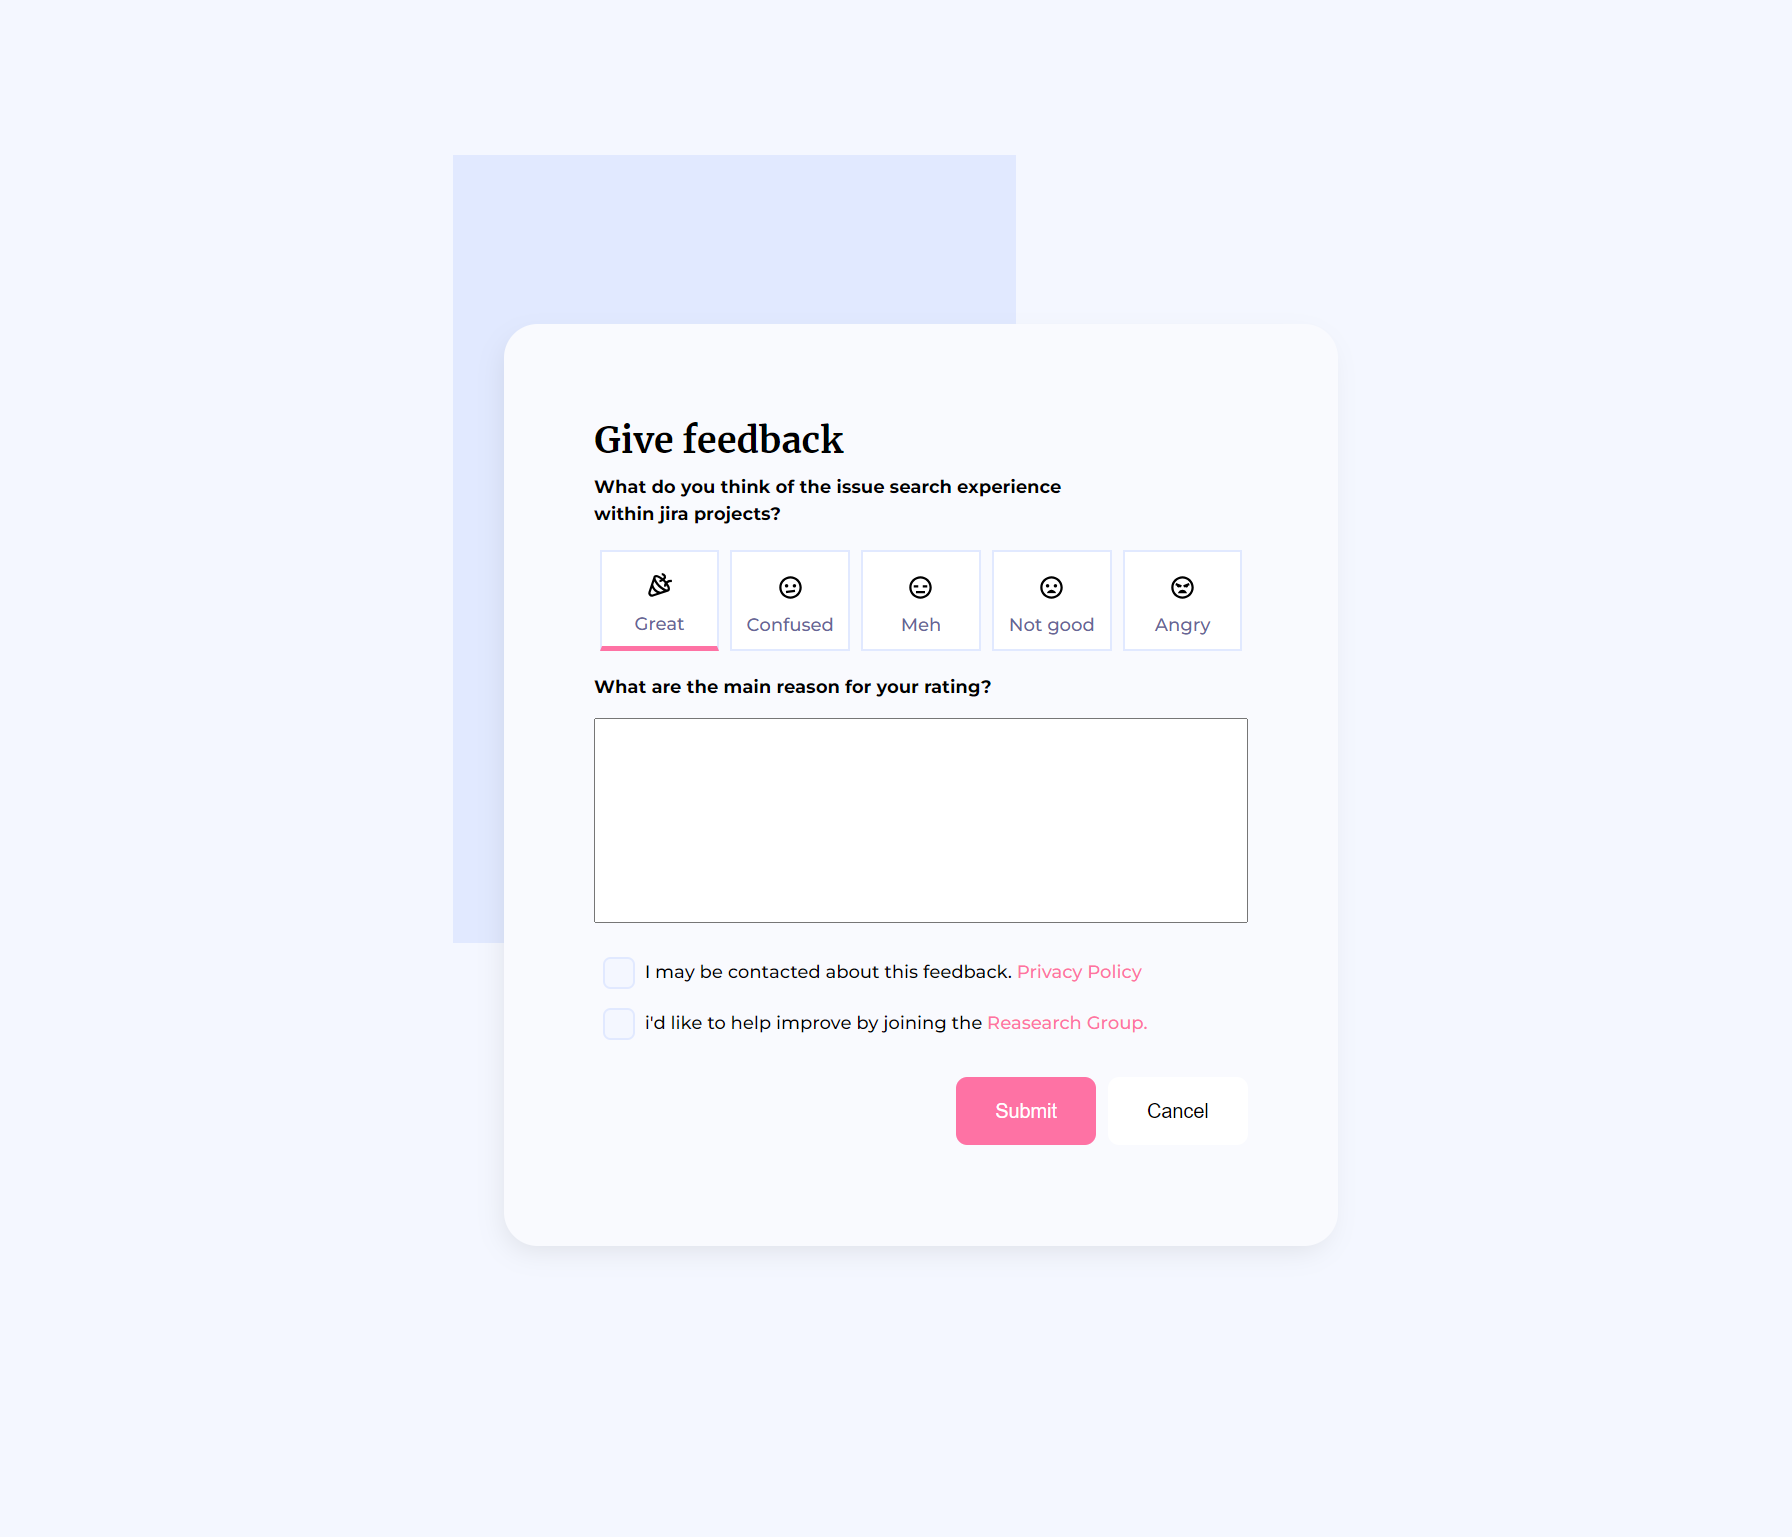 Give feedback
What do you think of the issue search experience
within jira projects?
Great Confused Meh Not good Angry
What are the main reason for your rating?
I may be contacted about this feedback. Privacy Policy
i'd like to help improve by joining the Reasearch Group.
Submit Cancel